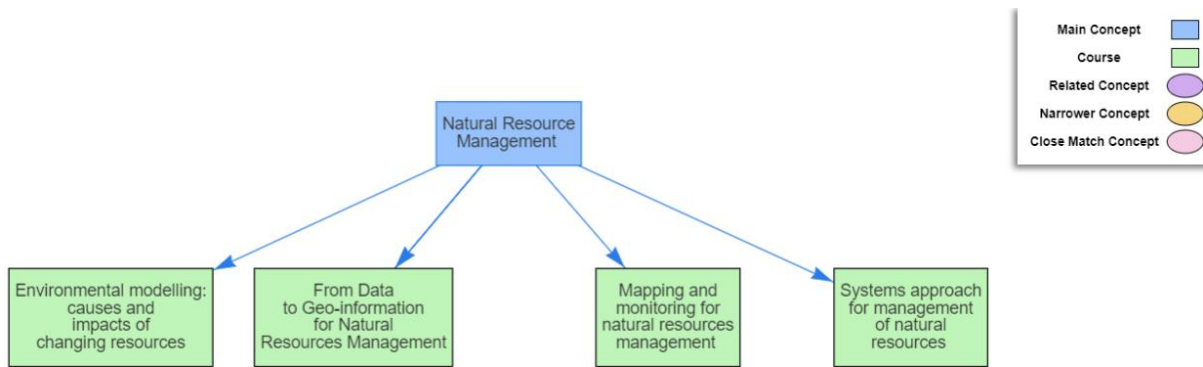 Main Concept
Course
Related Concept
Narrower Concept
Close Match Concept
Natural Resource
Management
Environmental modelling:
causes and
impacts of
changing resources
From Data
to Geo-information
for Natural
Resources Management
Mapping and
monitoring for
natural resources
management
Systems approach
for management
of natural
resources